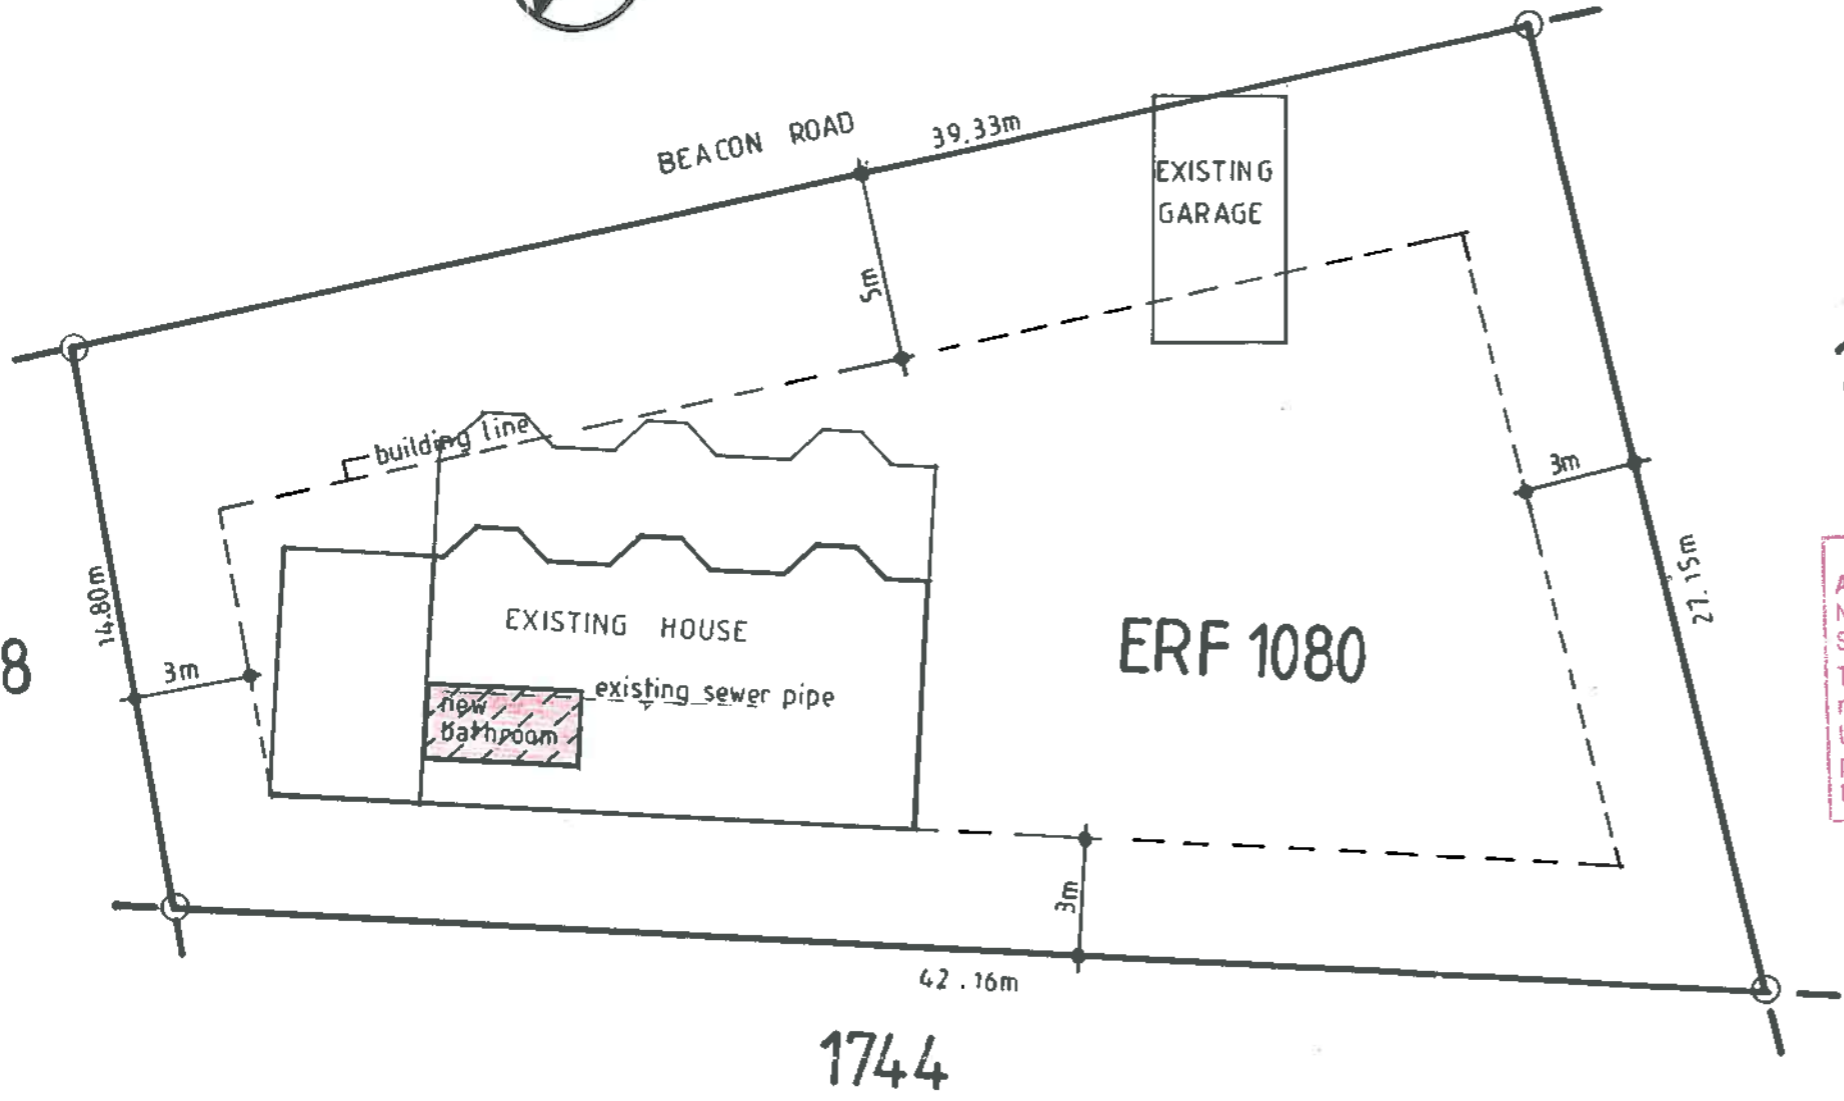 BEACON ROAD
39.33m
EXISTING
GARAGE
5m
building line
3m
14.80m
27.15m
EXISTING HOUSE
ERF 1080
8
3m
existing sewer pipe
new
bathroom
3m
42.16m
1744